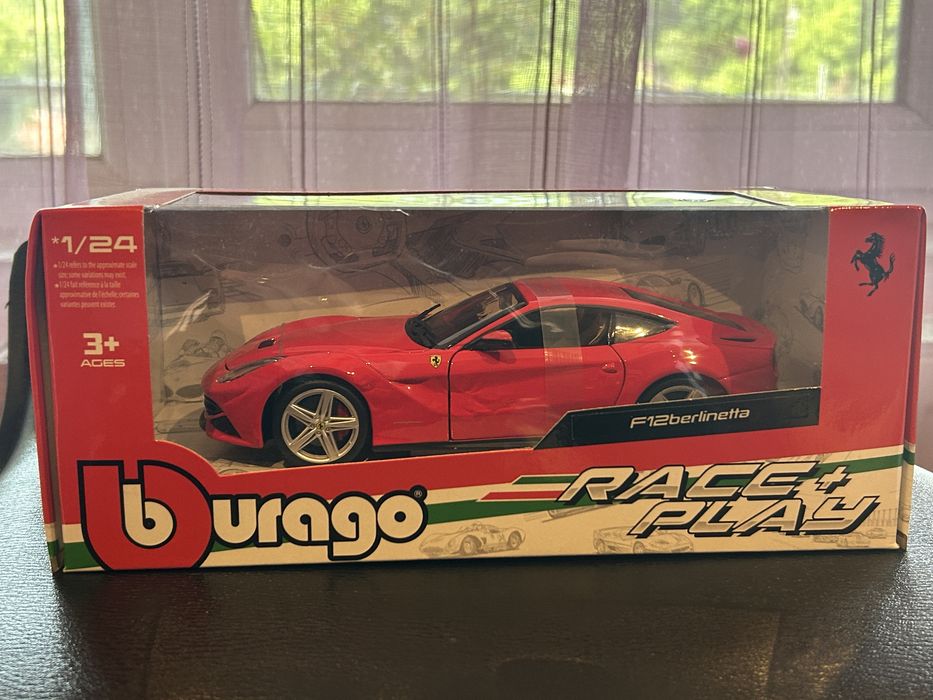 *1/24
*1/24 refers to the approximate scale
size; some variations may exist.
*1/24 fait référence à la taille
approximative de l'échelle; certaines
variantes peuvent exister.
3+
AGES
F12berlinetta
burago®
RACE+
PLAY